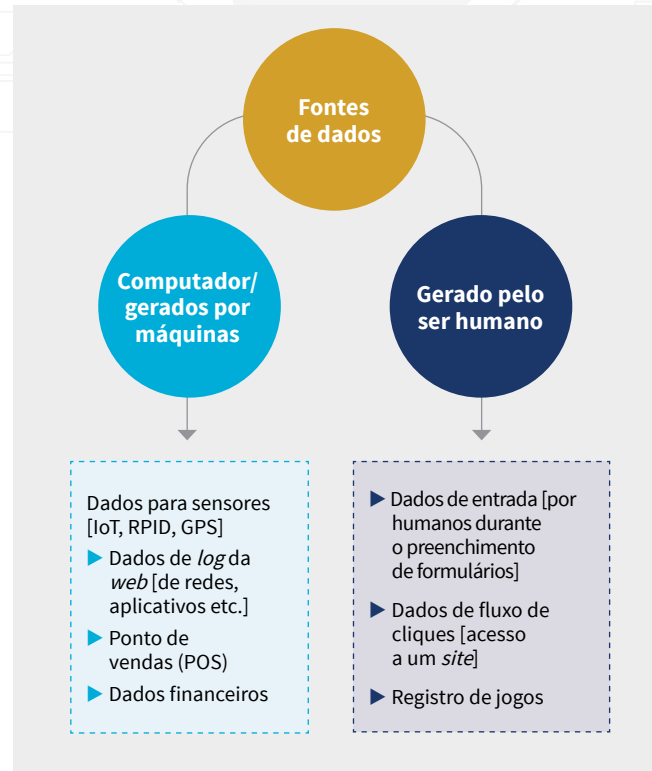 Fontes
de dados
Computador/
gerados por
máquinas
Gerado pelo
ser humano
Dados para sensores
[IoT, RPID, GPS]
▶ Dados de log da
web [de redes,
aplicativos etc.]
▶ Ponto de
vendas (POS)
▶ Dados financeiros
▶ Dados de entrada [por
humanos durante
o preenchimento
de formulários]
▶ Dados de fluxo de
cliques [acesso
a um site]
▶ Registro de jogos